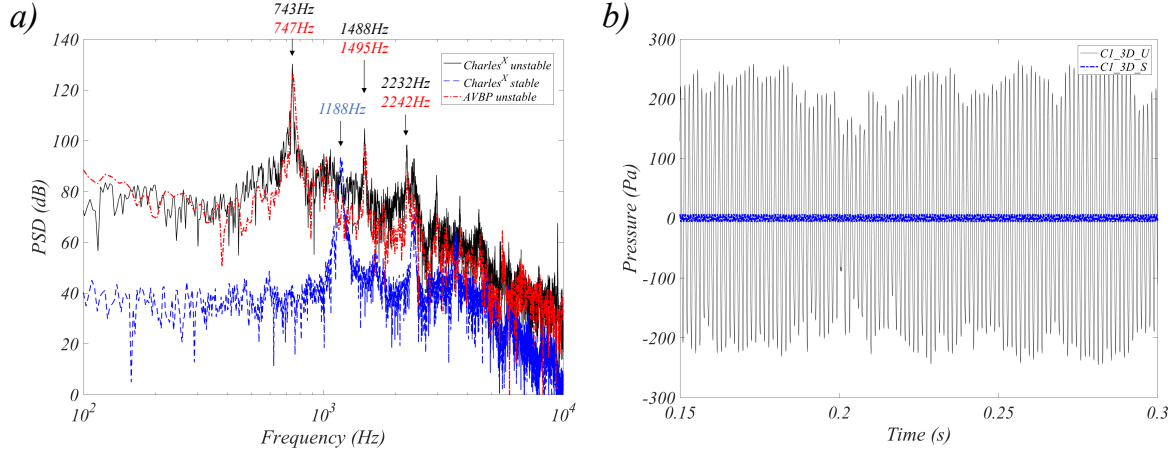 a)
743Hz
747Hz
1488Hz
1495Hz
2232Hz
2242Hz
1188Hz
140
120
100
80
60
40
20
0
PSD (dB)
10^2
10^3
10^4
Frequency (Hz)
Charles^X unstable
Charles^X stable
AVBP unstable
b)
300
200
100
0
-100
-200
-300
Pressure (Pa)
0.15
0.2
0.25
0.3
Time (s)
C1_3D_U
C1_3D_S